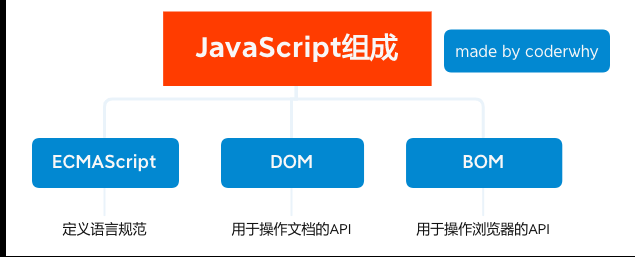 JavaScript组成
made by coderwhy
ECMAScript
DOM
BOM
定义语言规范
用于操作文档的API
用于操作浏览器的API